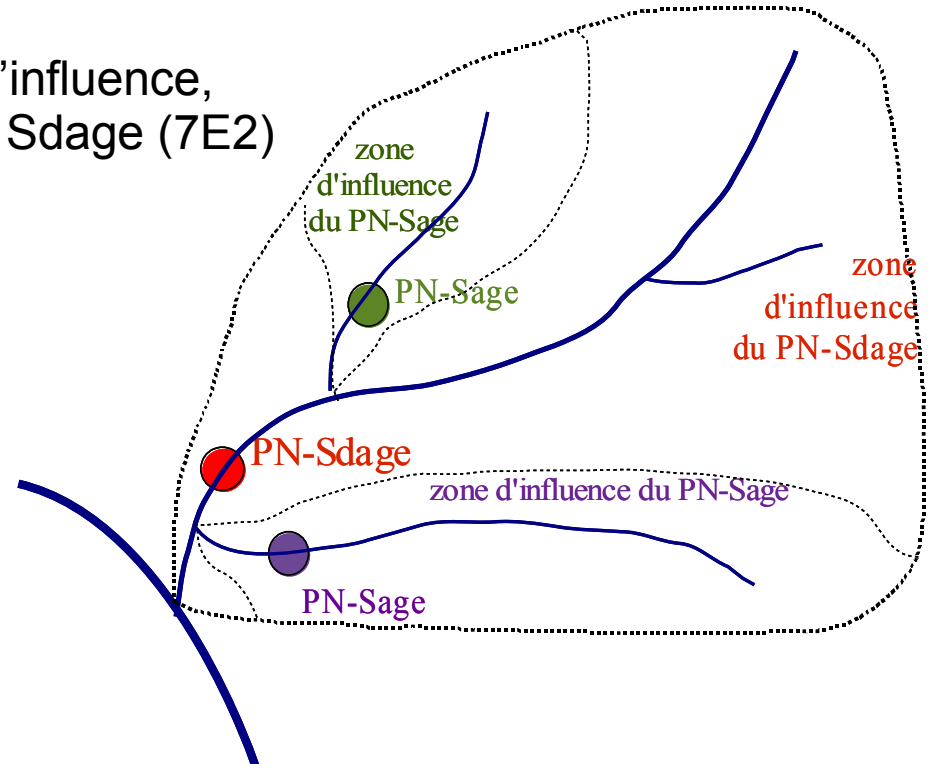 'influence,
Sdage (7E2)
zone
d'influence
du PN-Sage
PN-Sage
zone
d'influence
du PN-Sdage
PN-Sdage
zone d'influence du PN-Sage
PN-Sage